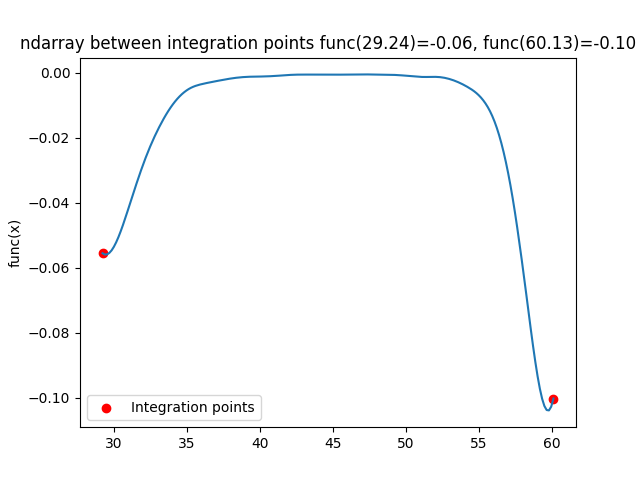 ndarray between integration points func(29.24)=-0.06, func(60.13)=-0.10
0.00
−0.02
−0.04
−0.06
−0.08
−0.10
func(x)
Integration points
30 35 40 45 50 55 60